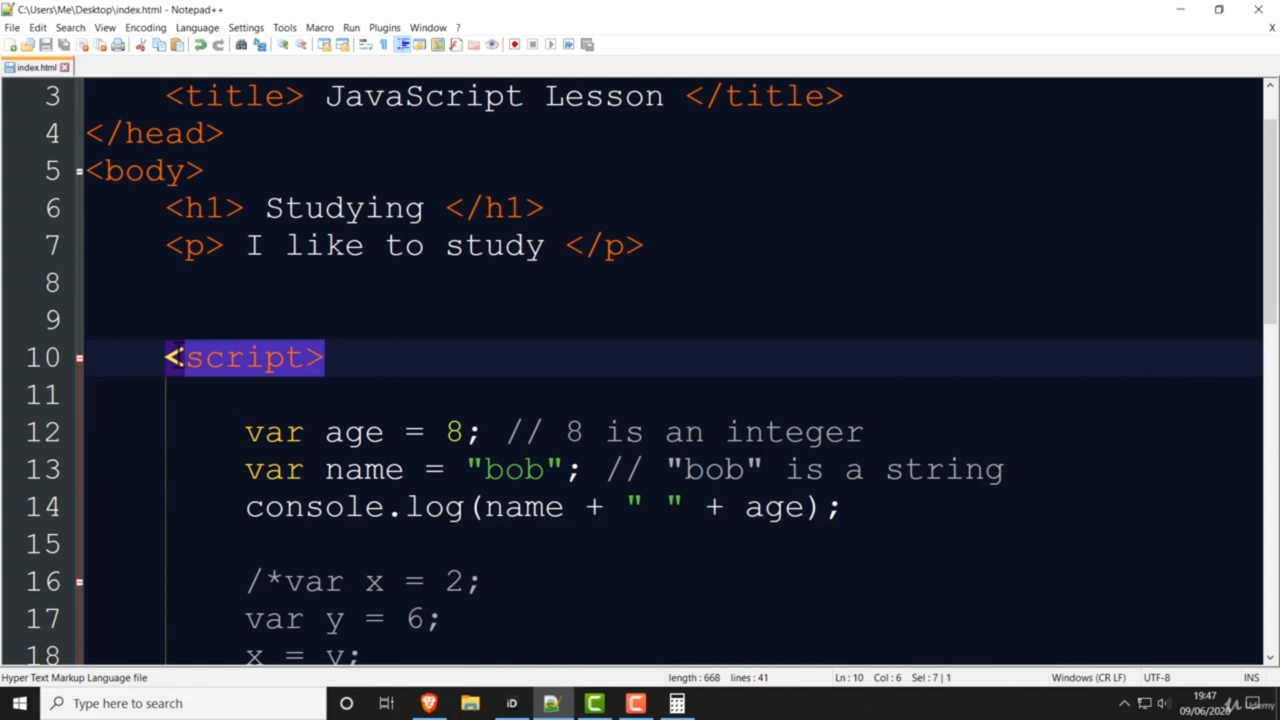 C:\Users\Me\Desktop\index.html - Notepad++
File Edit Search View Encoding Language Settings Tools Macro Run Plugins Window ?
X
index.html
3 <title> JavaScript Lesson </title>
4 </head>
5 <body>
6 <h1> Studying </h1>
7 <p> I like to study </p>
8
9
10 <script>
11
12 var age = 8; // 8 is an integer
13 var name = "bob"; // "bob" is a string
14 console.log(name + " " + age);
15
16 /*var x = 2;
17 var y = 6;
18 x = y;
Hyper Text Markup Language file length : 668 lines : 41 Ln : 10 Col : 6 Sel : 7 | 1 Windows (CR LF) UTF-8 INS
Type here to search
iD
19:47
09/06/2020
Udemy